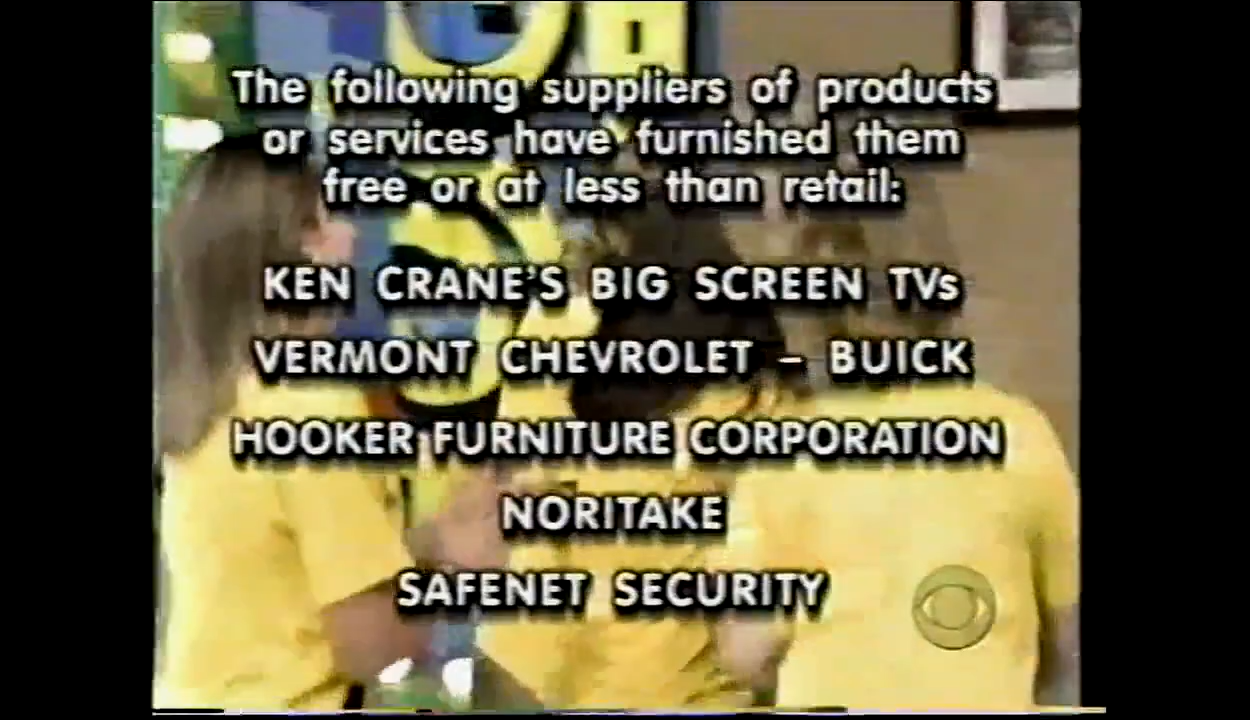 The following suppliers of products
or services have furnished them
free or at less than retail:
KEN CRANE'S BIG SCREEN TVs
VERMONT CHEVROLET – BUICK
HOOKER FURNITURE CORPORATION
NORITAKE
SAFENET SECURITY